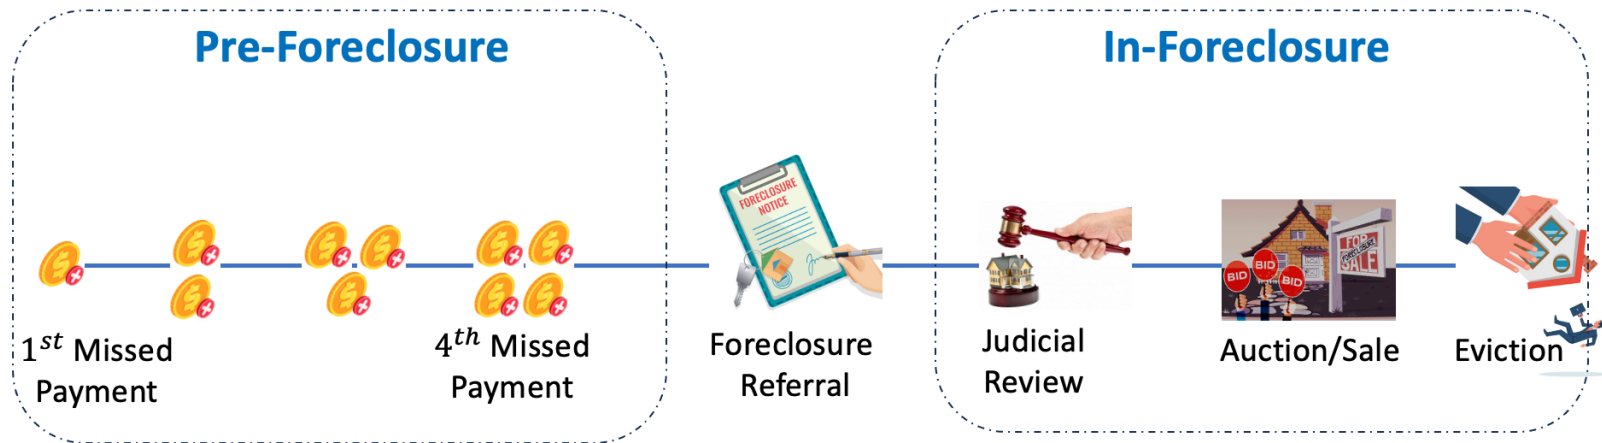 Pre-Foreclosure
In-Foreclosure
FORECLOSURE
NOTICE
FOR
FORECLOSURE
SALE
BID
BID
BID
1st Missed
Payment
4th Missed
Payment
Foreclosure
Referral
Judicial
Review
Auction/Sale
Eviction